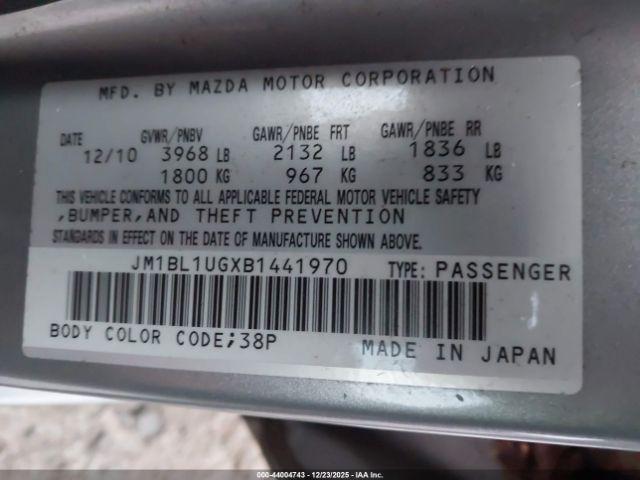 MFD. BY MAZDA MOTOR CORPORATION
DATE GVWR/PNBV GAWR/PNBE FRT GAWR/PNBE RR
12/10 3968 LB 2132 LB 1836 LB
1800 KG 967 KG 833 KG
THIS VEHICLE CONFORMS TO ALL APPLICABLE FEDERAL MOTOR VEHICLE SAFETY
,BUMPER,AND THEFT PREVENTION
STANDARDS IN EFFECT ON THE DATE OF MANUFACTURE SHOWN ABOVE.
JM1BL1UGXB1441970 TYPE: PASSENGER
BODY COLOR CODE;38P MADE IN JAPAN
000-44004743 - 12/23/2025 - IAAI, Inc.